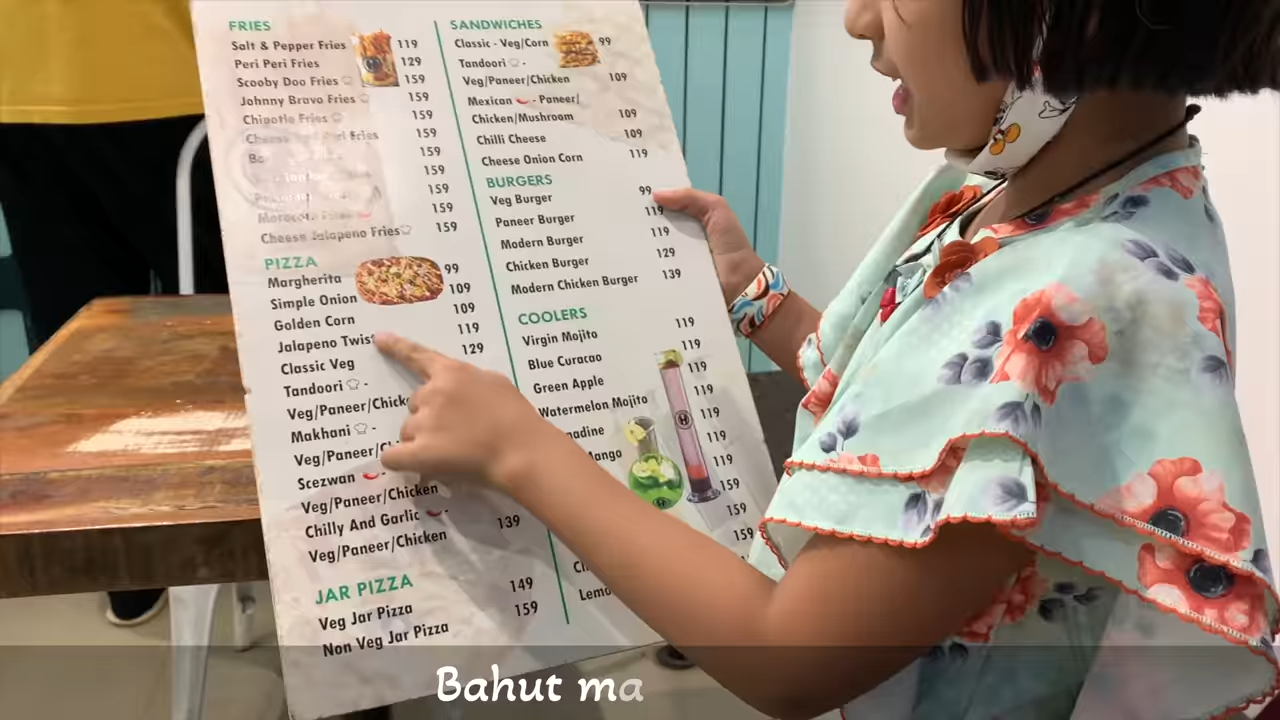 FRIES
Salt & Pepper Fries 119
Peri Peri Fries 129
Scooby Doo Fries 159
Johnny Bravo Fries 159
Chipotle Fries 159
Fries 159
159
159
159
159
Cheese Jalapeno Fries 159
PIZZA
Margherita 99
Simple Onion 109
Golden Corn 109
Jalapeno Twist 119
Classic Veg 129
Tandoori -
Veg/Paneer/
Makhani -
Veg/Paneer/
Scezwan -
Veg/Paneer/Chicken
Chilly And Garlic - 139
Veg/Paneer/Chicken
JAR PIZZA
Veg Jar Pizza 149
Non Veg Jar Pizza 159
SANDWICHES
Classic - Veg/Corn 99
Tandoori -
Veg/Paneer/Chicken 109
Mexican - Paneer/
Chicken/Mushroom 109
Chilli Cheese 109
Cheese Onion Corn 119
BURGERS
Veg Burger 99
Paneer Burger 119
Modern Burger 119
Chicken Burger 129
Modern Chicken Burger 139
COOLERS
Virgin Mojito 119
Blue Curacao 119
Green Apple 119
Watermelon Mojito 119
119
119
119
159
159
159
Bahut ma